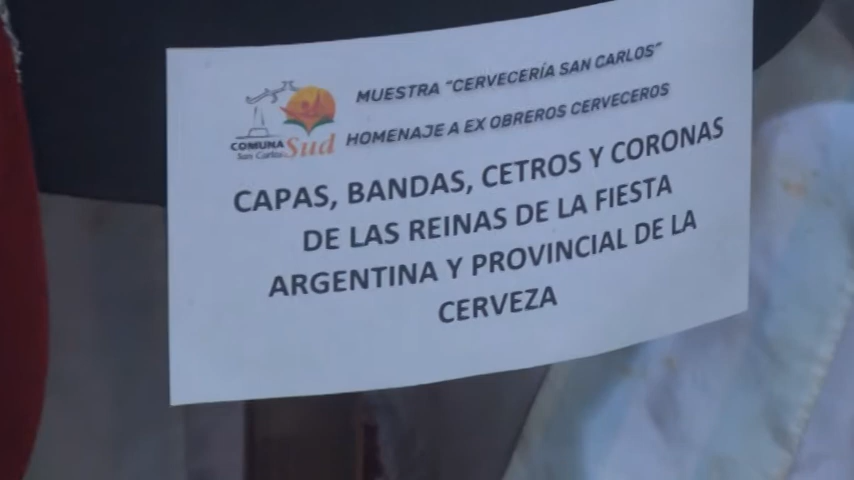 MUESTRA "CERVECERÍA SAN CARLOS"
HOMENAJE A EX OBREROS CERVECEROS
COMUNA
San Carlos Sud
CAPAS, BANDAS, CETROS Y CORONAS
DE LAS REINAS DE LA FIESTA
ARGENTINA Y PROVINCIAL DE LA
CERVEZA